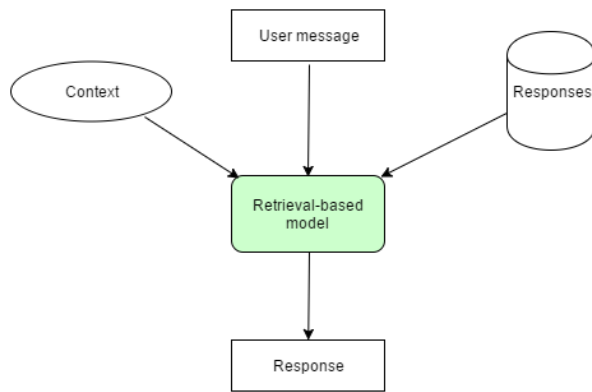 User message
Context
Responses
Retrieval-based
model
Response